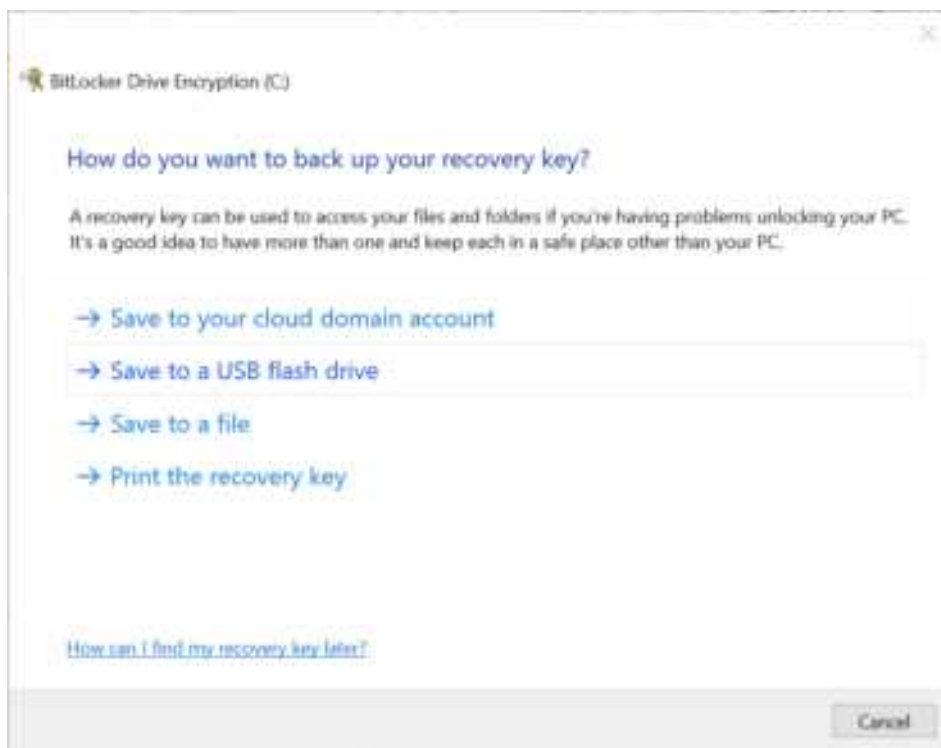 BitLocker Drive Encryption (C:)
How do you want to back up your recovery key?
A recovery key can be used to access your files and folders if you're having problems unlocking your PC.
It's a good idea to have more than one and keep each in a safe place other than your PC.
→ Save to your cloud domain account
→ Save to a USB flash drive
→ Save to a file
→ Print the recovery key
How can I find my recovery key later?
Cancel